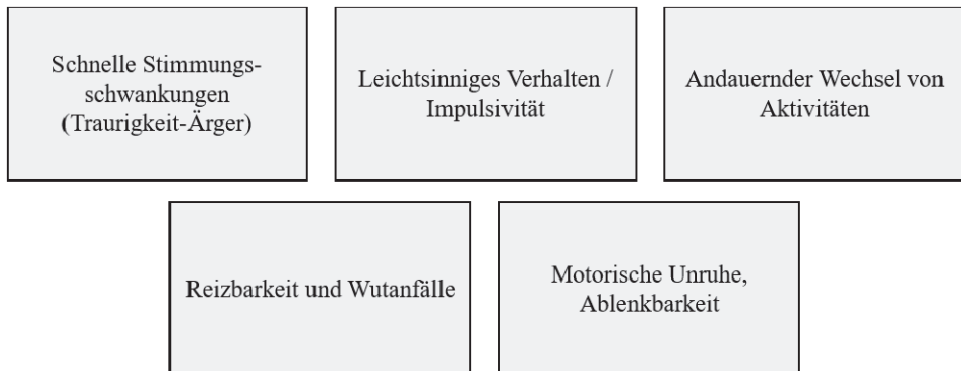 Schnelle Stimmungs-
schwankungen
(Traurigkeit-Ärger)
Leichtsinniges Verhalten /
Impulsivität
Andauernder Wechsel von
Aktivitäten
Reizbarkeit und Wutanfälle
Motorische Unruhe,
Ablenkbarkeit